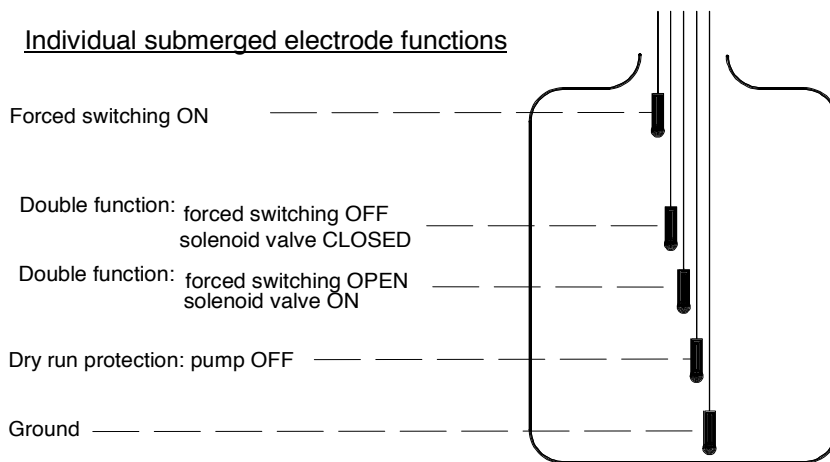 Individual submerged electrode functions
Forced switching ON
Double function: forced switching OFF
solenoid valve CLOSED
Double function: forced switching OPEN
solenoid valve ON
Dry run protection: pump OFF
Ground